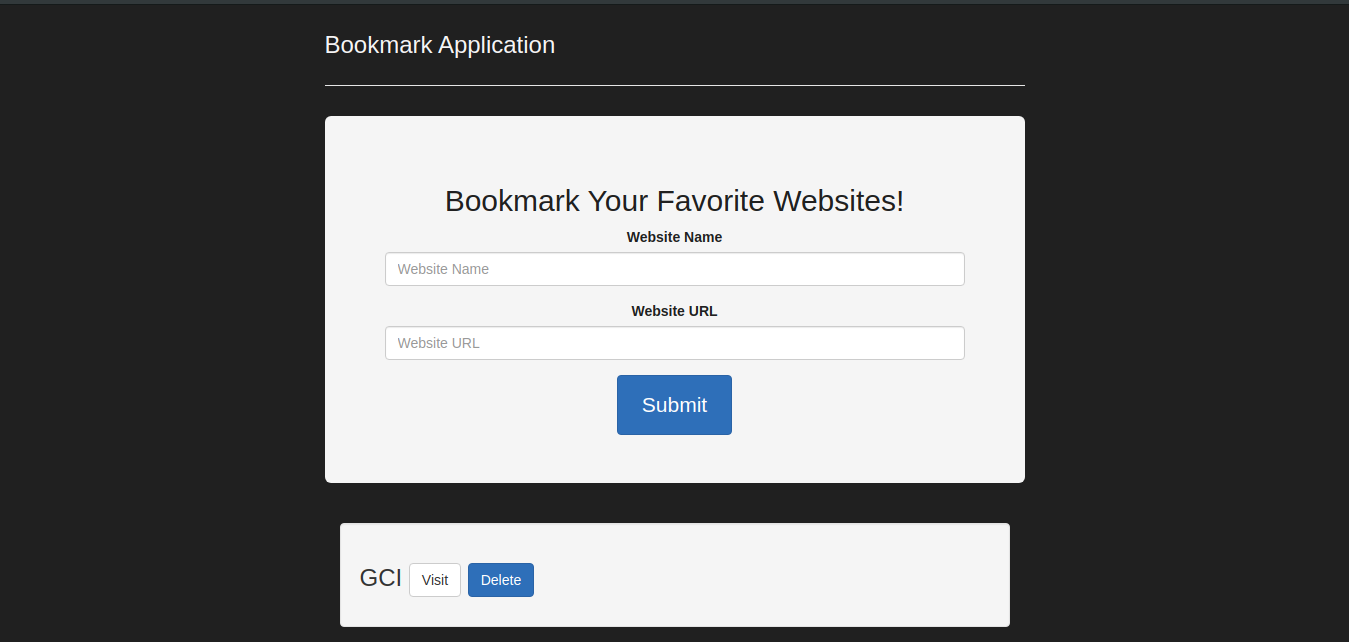 Bookmark Application
Bookmark Your Favorite Websites!
Website Name
Website Name
Website URL
Website URL
Submit
GCI Visit Delete